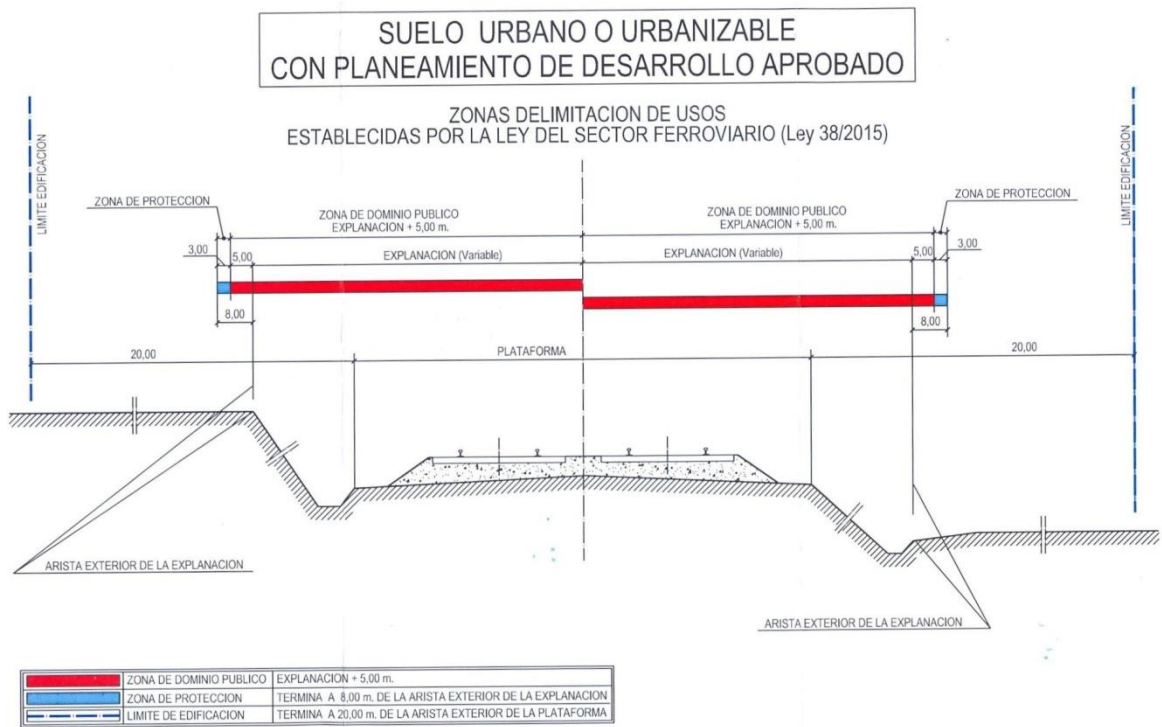 SUELO URBANO O URBANIZABLE
CON PLANEAMIENTO DE DESARROLLO APROBADO
ZONAS DELIMITACION DE USOS
ESTABLECIDAS POR LA LEY DEL SECTOR FERROVIARIO (Ley 38/2015)
LIMITE EDIFICACION
LIMITE EDIFICACION
ZONA DE PROTECCION
ZONA DE PROTECCION
ZONA DE DOMINIO PUBLICO
EXPLANACION + 5,00 m.
ZONA DE DOMINIO PUBLICO
EXPLANACION + 5,00 m.
3,00
5,00
EXPLANACION (Variable)
EXPLANACION (Variable)
5,00
3,00
8,00
8,00
20,00
PLATAFORMA
20,00
ARISTA EXTERIOR DE LA EXPLANACION
ARISTA EXTERIOR DE LA EXPLANACION
ZONA DE DOMINIO PUBLICO EXPLANACION + 5,00 m.
ZONA DE PROTECCION TERMINA A 8,00 m. DE LA ARISTA EXTERIOR DE LA EXPLANACION
LIMITE DE EDIFICACION TERMINA A 20,00 m. DE LA ARISTA EXTERIOR DE LA PLATAFORMA